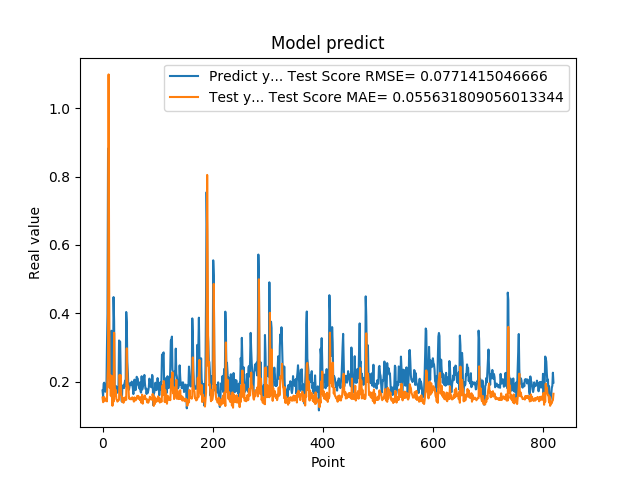 Model predict
Predict y... Test Score RMSE= 0.0771415046666
Test y... Test Score MAE= 0.055631809056013344
1.0
0.8
0.6
0.4
0.2
Real value
0 200 400 600 800
Point